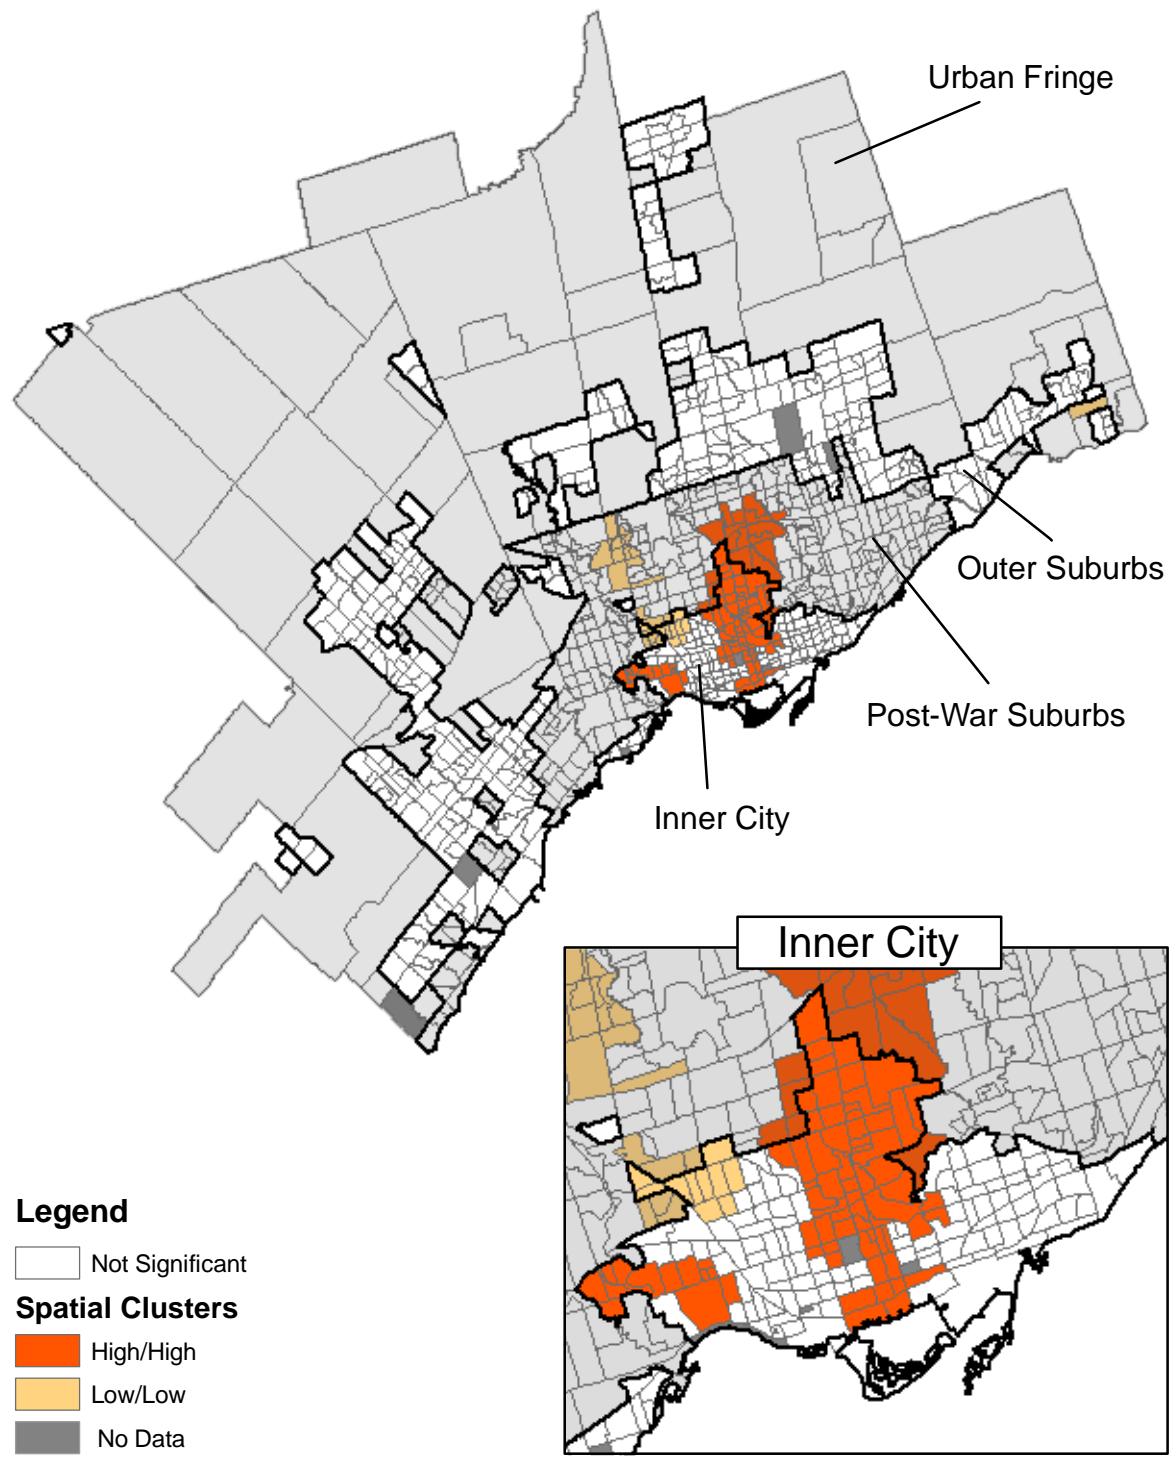 Urban Fringe
Outer Suburbs
Post-War Suburbs
Inner City
Inner City
Legend
Not Significant
Spatial Clusters
High/High
Low/Low
No Data